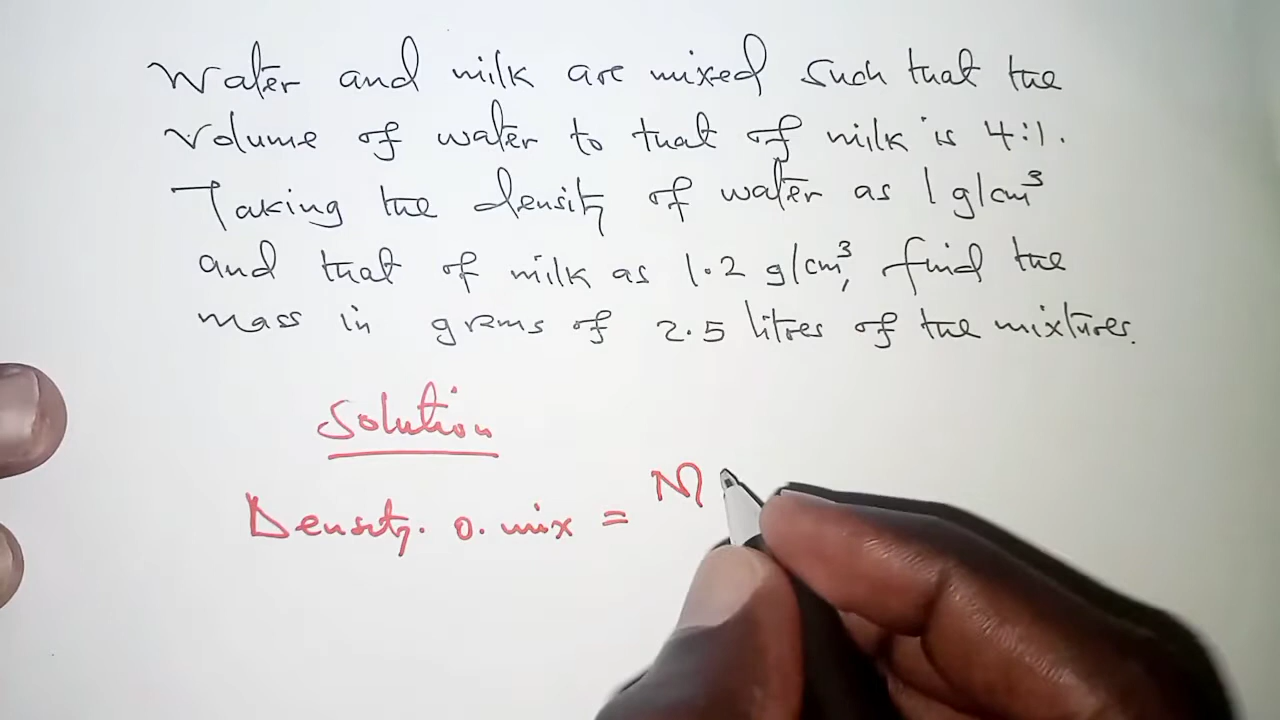 Water and milk are mixed such that the
volume of water to that of milk is 4:1.
Taking the density of water as 1 g/cm³
and that of milk as 1.2 g/cm³, find the
mass in grams of 2.5 litres of the mixtures.
Solution
Density. o. mix = M